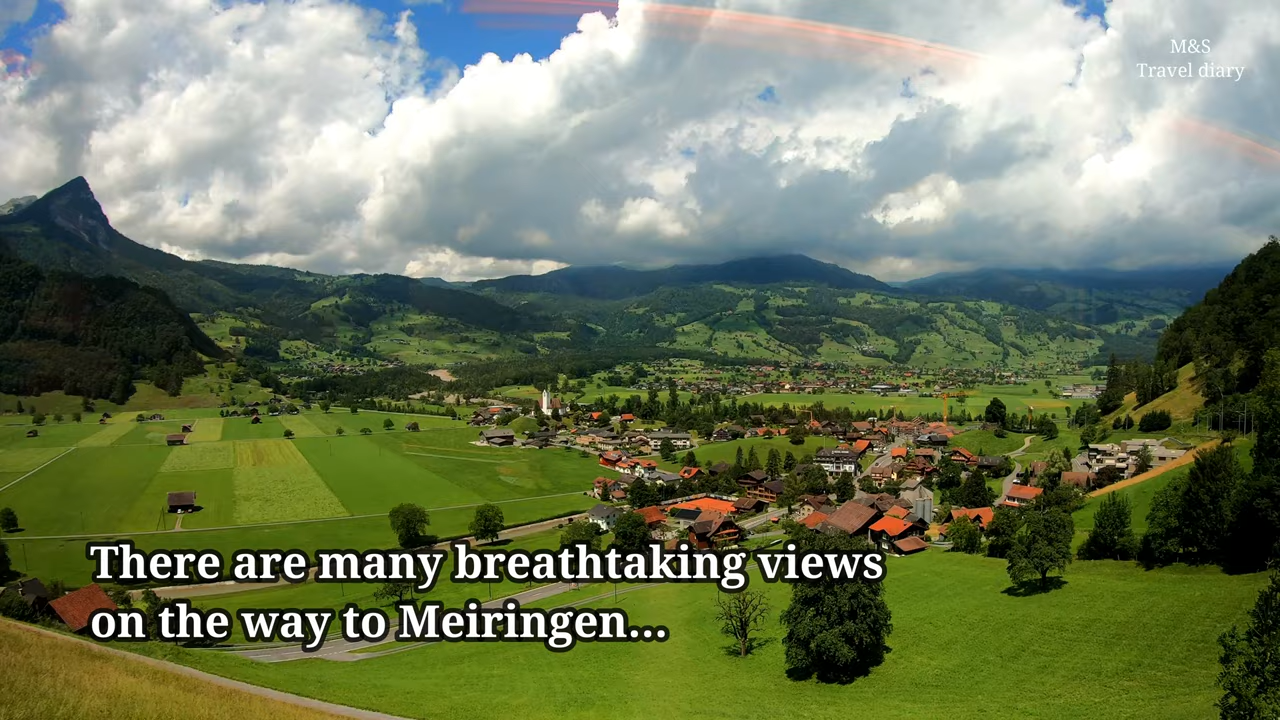 M&S
Travel diary
There are many breathtaking views
on the way to Meiringen...